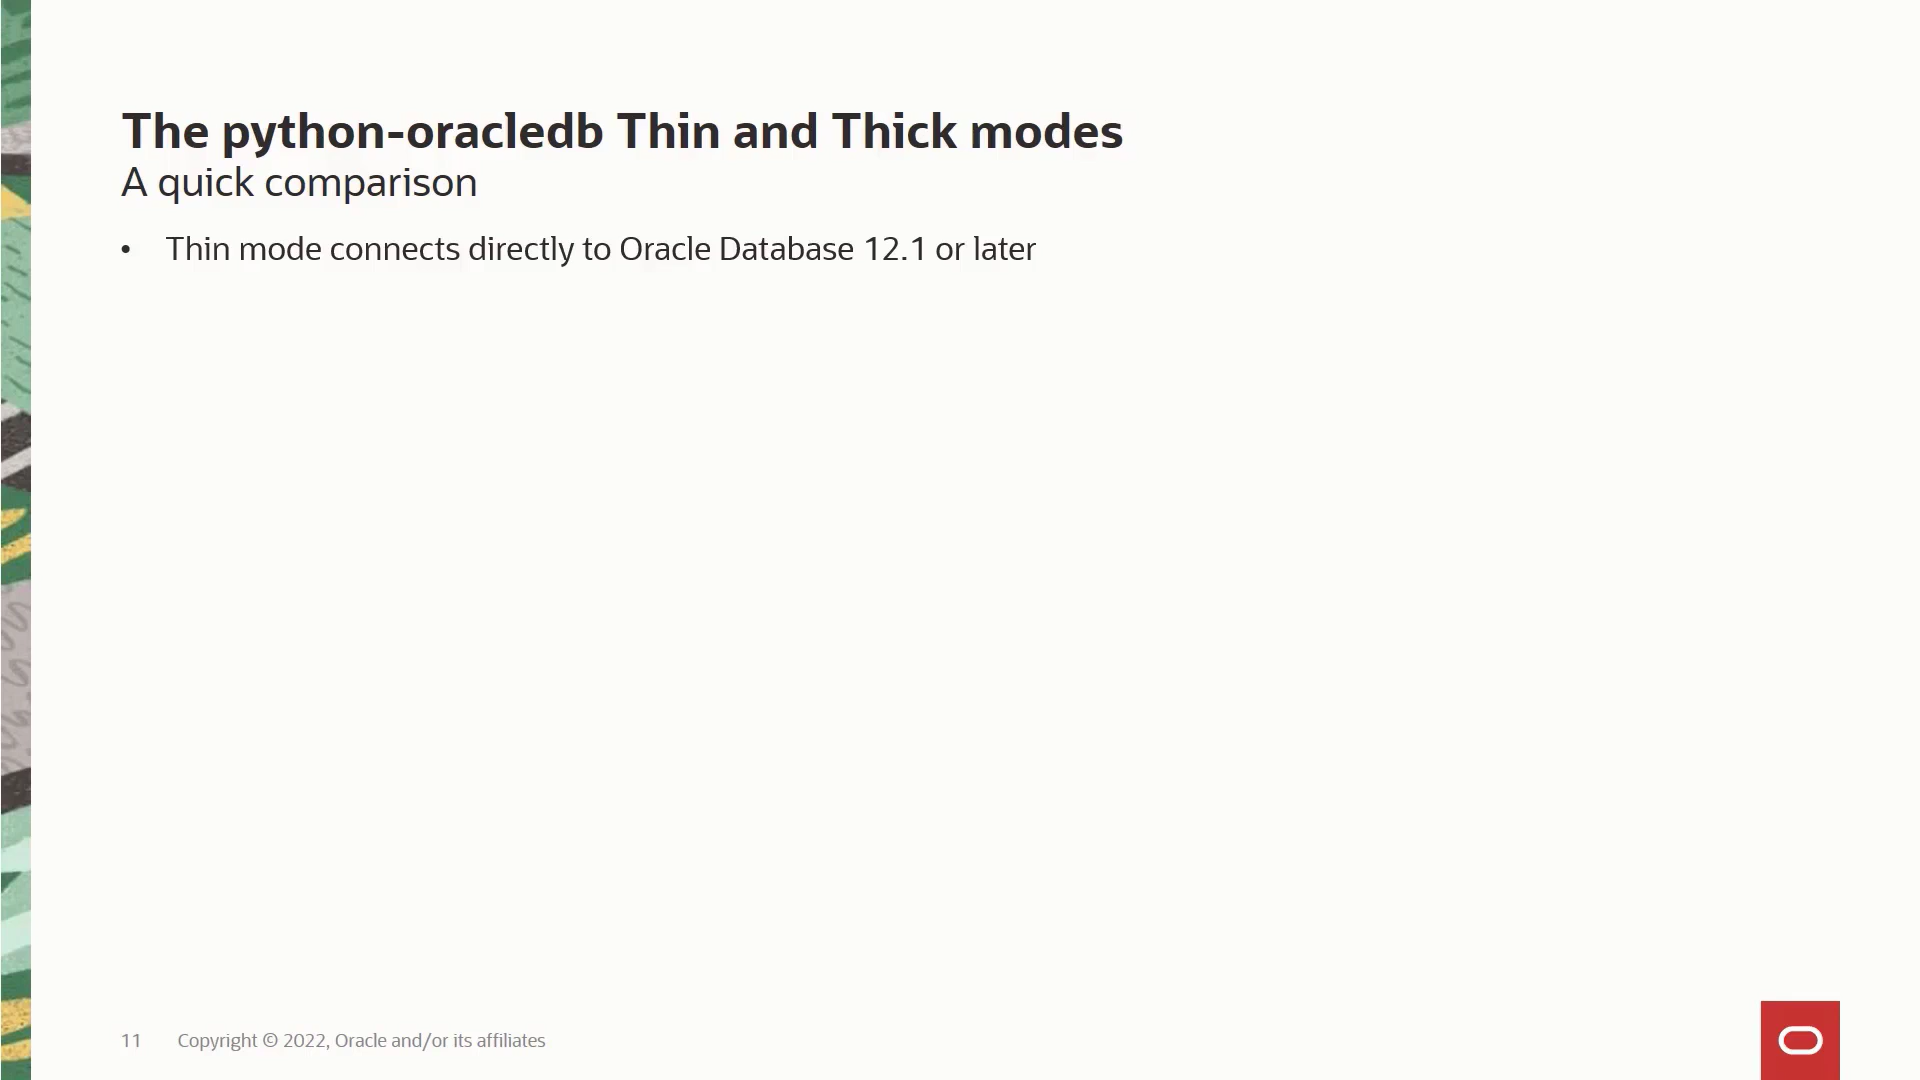 The python-oracledb Thin and Thick modes
A quick comparison
• Thin mode connects directly to Oracle Database 12.1 or later
11 Copyright © 2022, Oracle and/or its affiliates